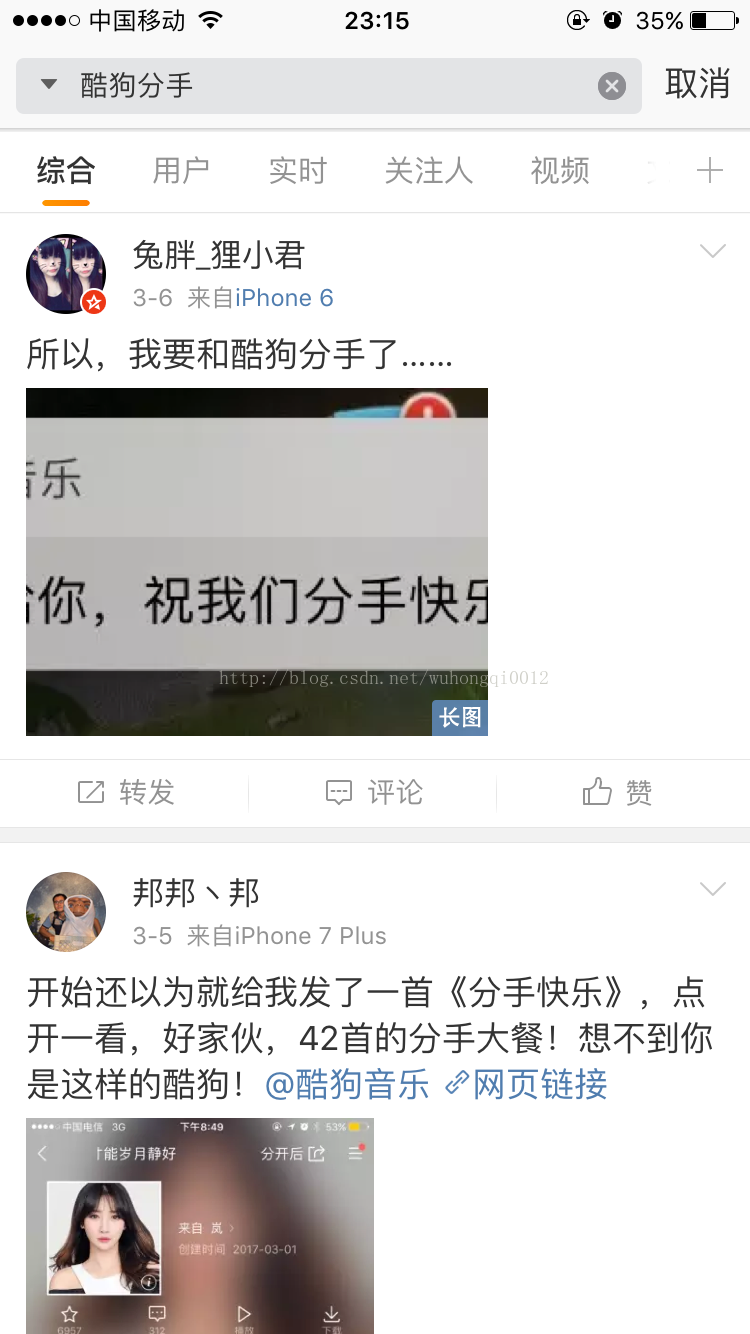 中国移动 23:15 35%
酷狗分手 取消
综合 用户 实时 关注人 视频
兔胖_狸小君
3-6 来自iPhone 6
所以，我要和酷狗分手了......
音乐
给你，祝我们分手快乐
http://blog.csdn.net/wuhongqi0012
长图
转发 评论 赞
邦邦丶邦
3-5 来自iPhone 7 Plus
开始还以为就给我发了一首《分手快乐》，点
开一看，好家伙，42首的分手大餐！想不到你
是这样的酷狗！@酷狗音乐 网页链接
中国电信 3G 下午8:49 53%
才能岁月静好 分开后
来自 岚
创建时间 2017-03-01
6957 312 播放 下载